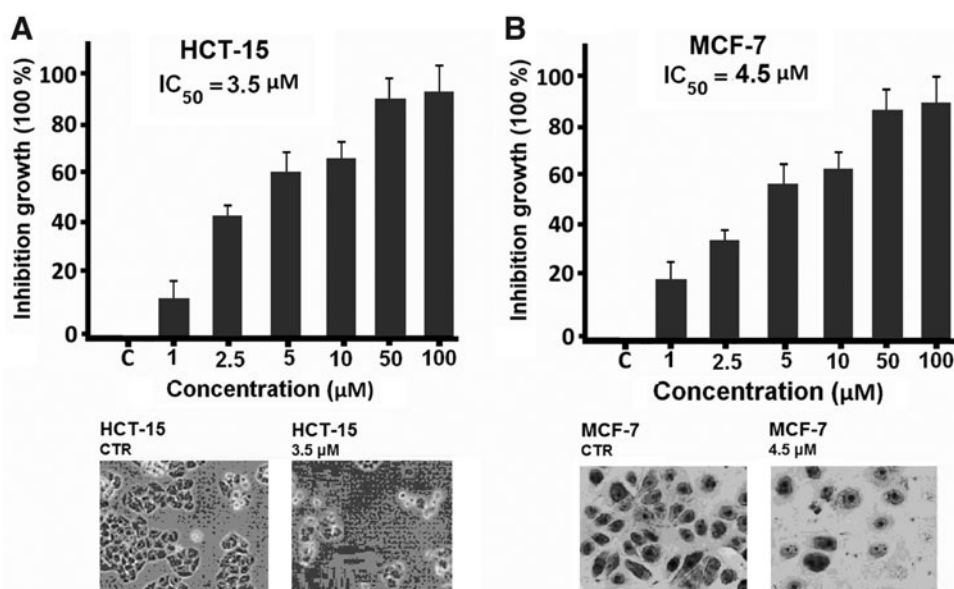 A
HCT-15
IC50 = 3.5 µM
Inhibition growth (100 %)
100
80
60
40
20
0
C 1 2.5 5 10 50 100
Concentration (µM)
HCT-15
CTR
HCT-15
3.5 µM
B
MCF-7
IC50 = 4.5 µM
Inhibition growth (100 %)
100
80
60
40
20
0
C 1 2.5 5 10 50 100
Concentration (µM)
MCF-7
CTR
MCF-7
4.5 µM